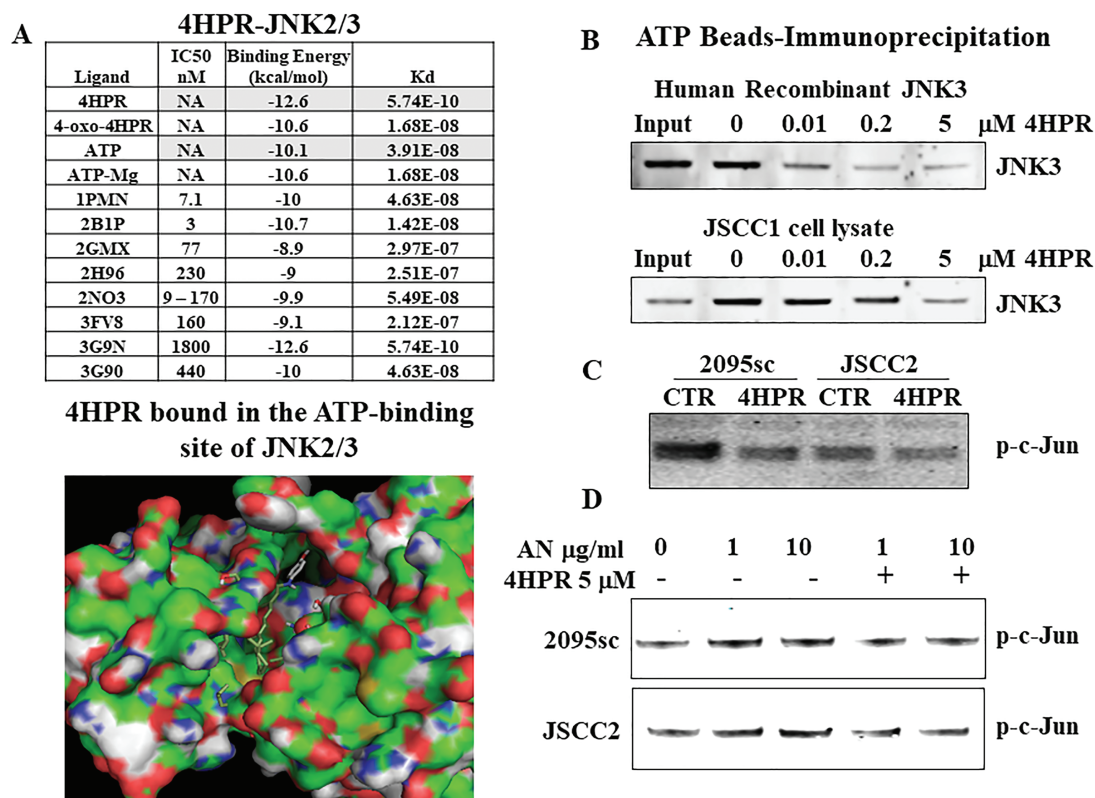 A
4HPR-JNK2/3
Ligand IC50 nM Binding Energy (kcal/mol) Kd
4HPR NA -12.6 5.74E-10
4-oxo-4HPR NA -10.6 1.68E-08
ATP NA -10.1 3.91E-08
ATP-Mg NA -10.6 1.68E-08
1PMN 7.1 -10 4.63E-08
2B1P 3 -10.7 1.42E-08
2GMX 77 -8.9 2.97E-07
2H96 230 -9 2.51E-07
2NO3 9 – 170 -9.9 5.49E-08
3FV8 160 -9.1 2.12E-07
3G9N 1800 -12.6 5.74E-10
3G90 440 -10 4.63E-08
4HPR bound in the ATP-binding
site of JNK2/3
B
ATP Beads-Immunoprecipitation
Human Recombinant JNK3
Input 0 0.01 0.2 5 μM 4HPR
JNK3
JSCC1 cell lysate
Input 0 0.01 0.2 5 μM 4HPR
JNK3
C
2095sc JSCC2
CTR 4HPR CTR 4HPR
p-c-Jun
D
AN μg/ml 0 1 10 1 10
4HPR 5 μM - - - + +
2095sc p-c-Jun
JSCC2 p-c-Jun